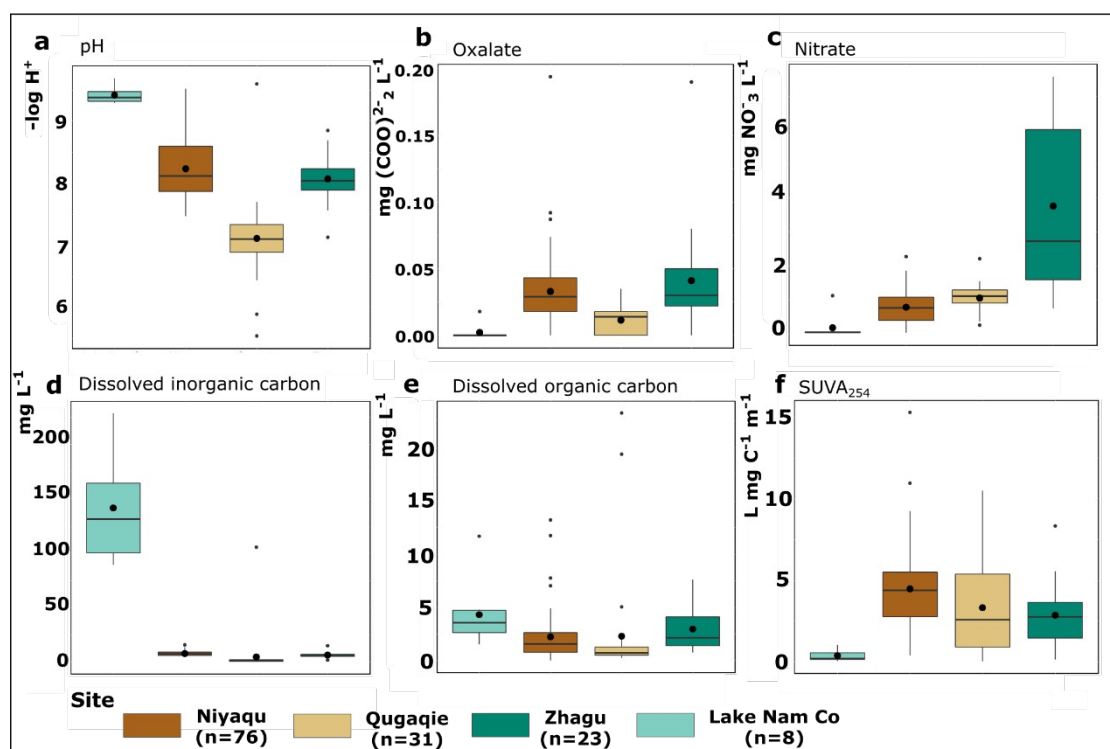 a pH
-log H+
9
8
7
6
b Oxalate
mg (COO)2-2 L-1
0.20
0.15
0.10
0.05
0.00
c Nitrate
mg NO-3 L-1
6
4
2
0
d Dissolved inorganic carbon
mg L-1
200
150
100
50
0
e Dissolved organic carbon
mg L-1
20
15
10
5
0
f SUVA254
L mg C-1 m-1
15
10
5
0
Site
Niyaqu
(n=76)
Qugaqie
(n=31)
Zhagu
(n=23)
Lake Nam Co
(n=8)